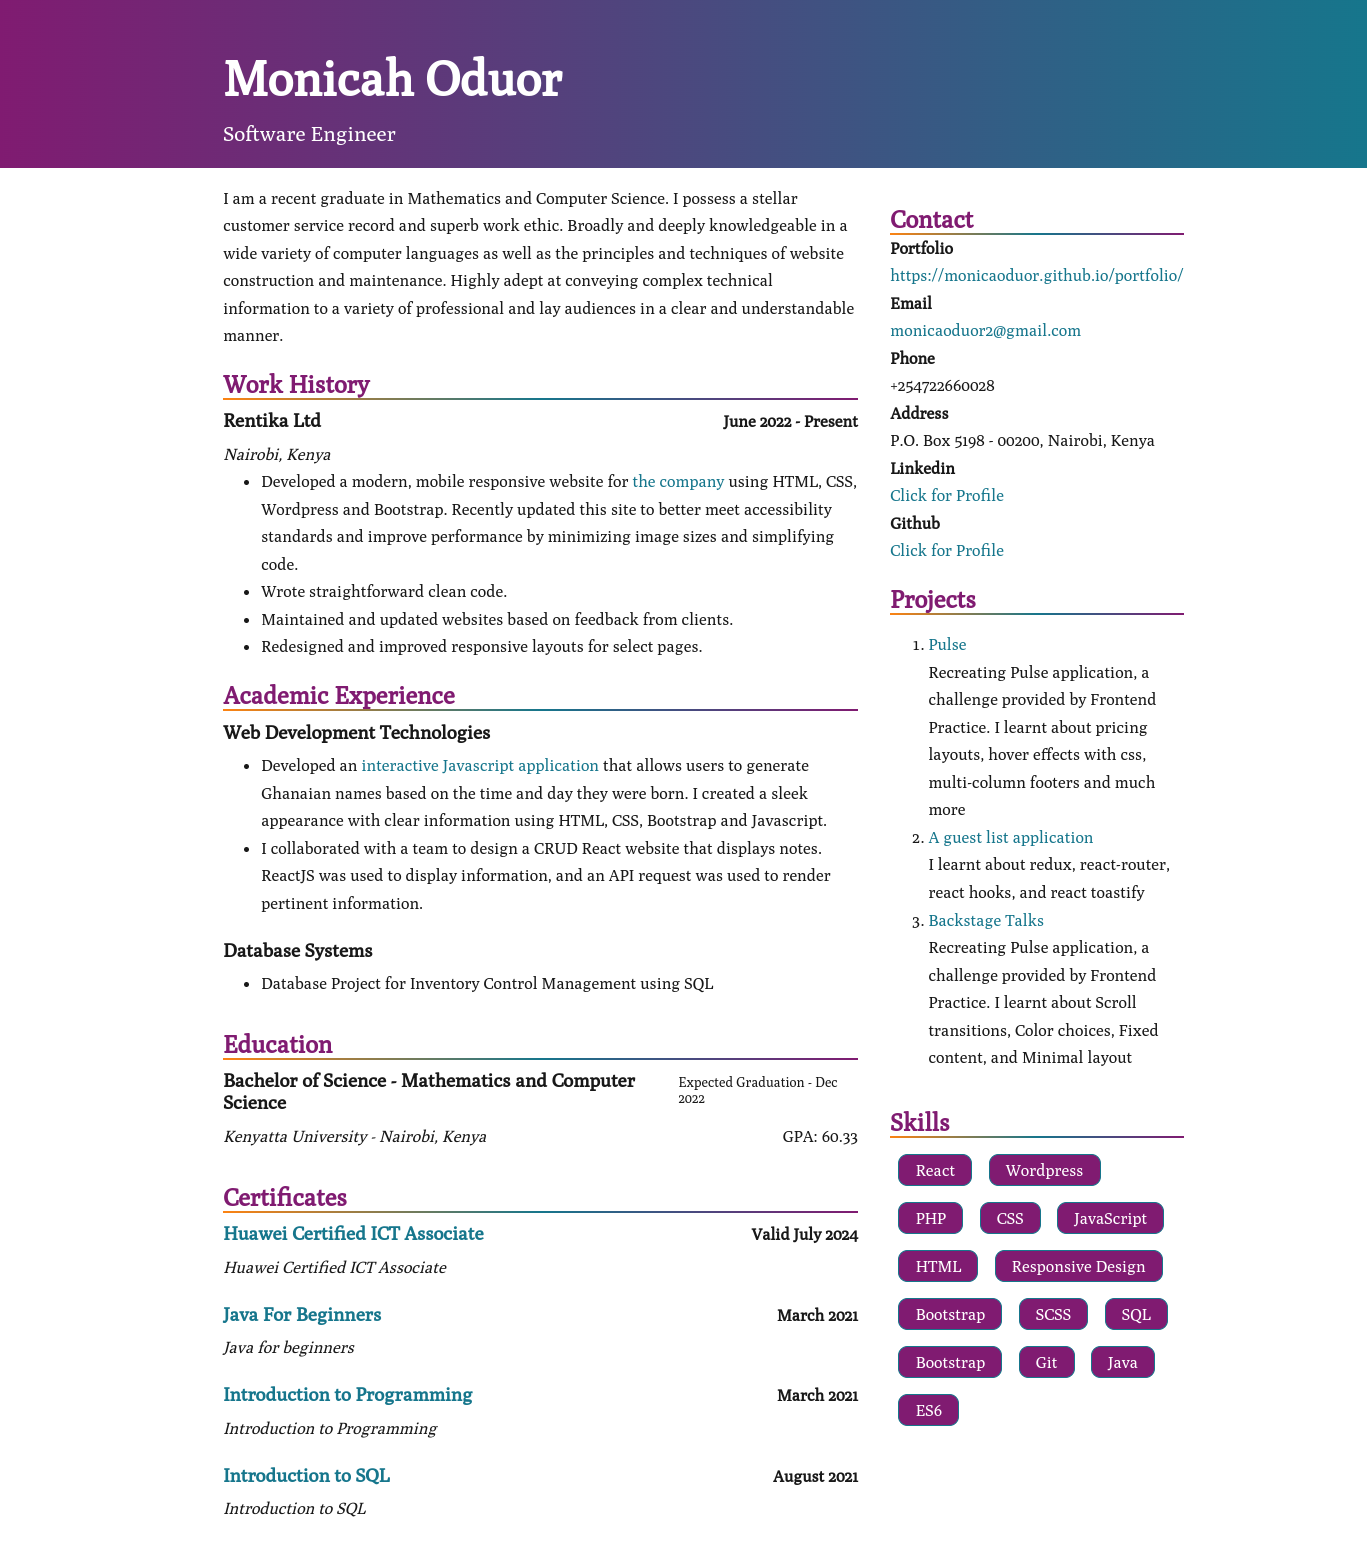 Monicah Oduor
Software Engineer
I am a recent graduate in Mathematics and Computer Science. I possess a stellar
customer service record and superb work ethic. Broadly and deeply knowledgeable in a
wide variety of computer languages as well as the principles and techniques of website
construction and maintenance. Highly adept at conveying complex technical
information to a variety of professional and lay audiences in a clear and understandable
manner.
Work History
Rentika Ltd June 2022 - Present
Nairobi, Kenya
• Developed a modern, mobile responsive website for the company using HTML, CSS,
Wordpress and Bootstrap. Recently updated this site to better meet accessibility
standards and improve performance by minimizing image sizes and simplifying
code.
• Wrote straightforward clean code.
• Maintained and updated websites based on feedback from clients.
• Redesigned and improved responsive layouts for select pages.
Academic Experience
Web Development Technologies
• Developed an interactive Javascript application that allows users to generate
Ghanaian names based on the time and day they were born. I created a sleek
appearance with clear information using HTML, CSS, Bootstrap and Javascript.
• I collaborated with a team to design a CRUD React website that displays notes.
ReactJS was used to display information, and an API request was used to render
pertinent information.
Database Systems
• Database Project for Inventory Control Management using SQL
Education
Bachelor of Science - Mathematics and Computer
Science
Expected Graduation - Dec
2022
Kenyatta University - Nairobi, Kenya GPA: 60.33
Certificates
Huawei Certified ICT Associate Valid July 2024
Huawei Certified ICT Associate
Java For Beginners March 2021
Java for beginners
Introduction to Programming March 2021
Introduction to Programming
Introduction to SQL August 2021
Introduction to SQL
Contact
Portfolio
https://monicaoduor.github.io/portfolio/
Email
monicaoduor2@gmail.com
Phone
+254722660028
Address
P.O. Box 5198 - 00200, Nairobi, Kenya
Linkedin
Click for Profile
Github
Click for Profile
Projects
1. Pulse
Recreating Pulse application, a
challenge provided by Frontend
Practice. I learnt about pricing
layouts, hover effects with css,
multi-column footers and much
more
2. A guest list application
I learnt about redux, react-router,
react hooks, and react toastify
3. Backstage Talks
Recreating Pulse application, a
challenge provided by Frontend
Practice. I learnt about Scroll
transitions, Color choices, Fixed
content, and Minimal layout
Skills
React Wordpress
PHP CSS JavaScript
HTML Responsive Design
Bootstrap SCSS SQL
Bootstrap Git Java
ES6